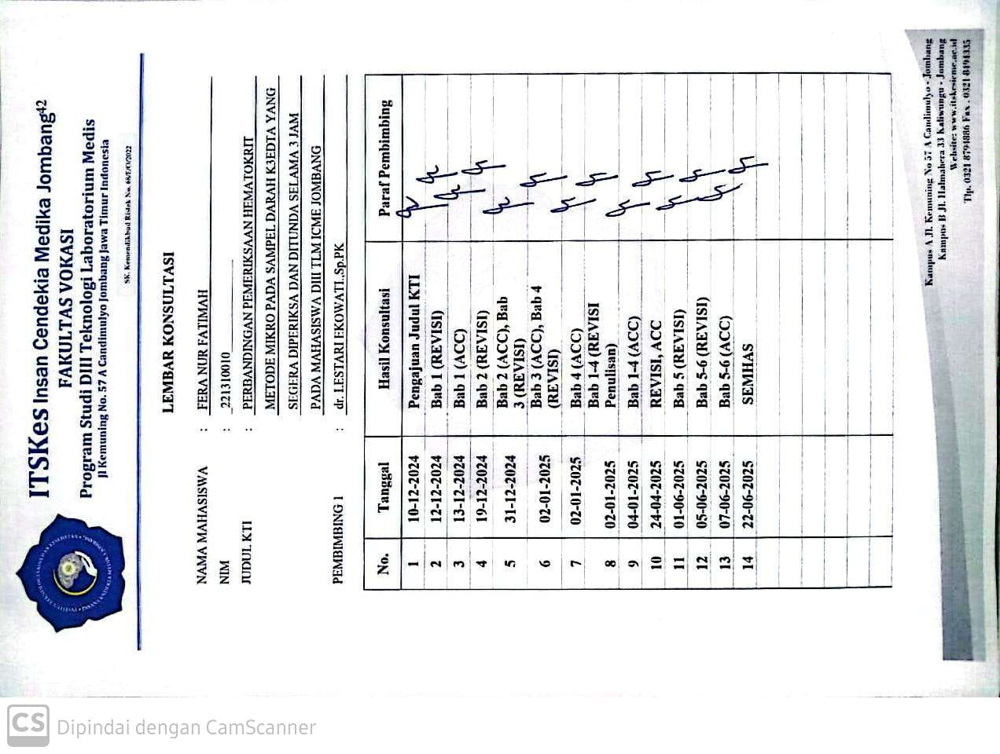 ITSKes Insan Cendekia Medika Jombang42
FAKULTAS VOKASI
Program Studi DIII Teknologi Laboratorium Medis
Jl Kemuning No. 57 A Candimulyo Jombang Jawa Timur Indonesia
SK. Kemendikbud Ristek No. 68/E/O/2022
LEMBAR KONSULTASI
NAMA MAHASISWA : FERA NUR FATIMAH
NIM : 221310010
JUDUL KTI : PERBANDINGAN PEMERIKSAAN HEMATOKRIT
METODE MIKRO PADA SAMPEL DARAH K3EDTA YANG
SEGERA DIPERIKSA DAN DITUNDA SELAMA 3 JAM
PADA MAHASISWA DIII TLM ICME JOMBANG
PEMBIMBING 1 : dr. LESTARI EKOWATI.,Sp.PK
No. Tanggal Hasil Konsultasi Paraf Pembimbing
1 10-12-2024 Pengajuan Judul KTI
2 12-12-2024 Bab 1 (REVISI)
3 13-12-2024 Bab 1 (ACC)
4 19-12-2024 Bab 2 (REVISI)
5 31-12-2024 Bab 2 (ACC), Bab
3 (REVISI)
6 02-01-2025 Bab 3 (ACC), Bab 4
(REVISI)
7 02-01-2025 Bab 4 (ACC)
8 02-01-2025 Bab 1-4 (REVISI
Penulisan)
9 04-01-2025 Bab 1-4 (ACC)
10 24-04-2025 REVISI, ACC
11 01-06-2025 Bab 5 (REVISI)
12 05-06-2025 Bab 5-6 (REVISI)
13 07-06-2025 Bab 5-6 (ACC)
14 22-06-2025 SEMHAS
Kampus A Jl. Kemuning No 57 A Candimulyo - Jombang
Kampus B Jl. Halmahera 33 Kaliwungu - Jombang
Website: www.itskesicme.ac.id
Tlp. 0321 8794886 Fax . 0321 8494335
CS Dipindai dengan CamScanner